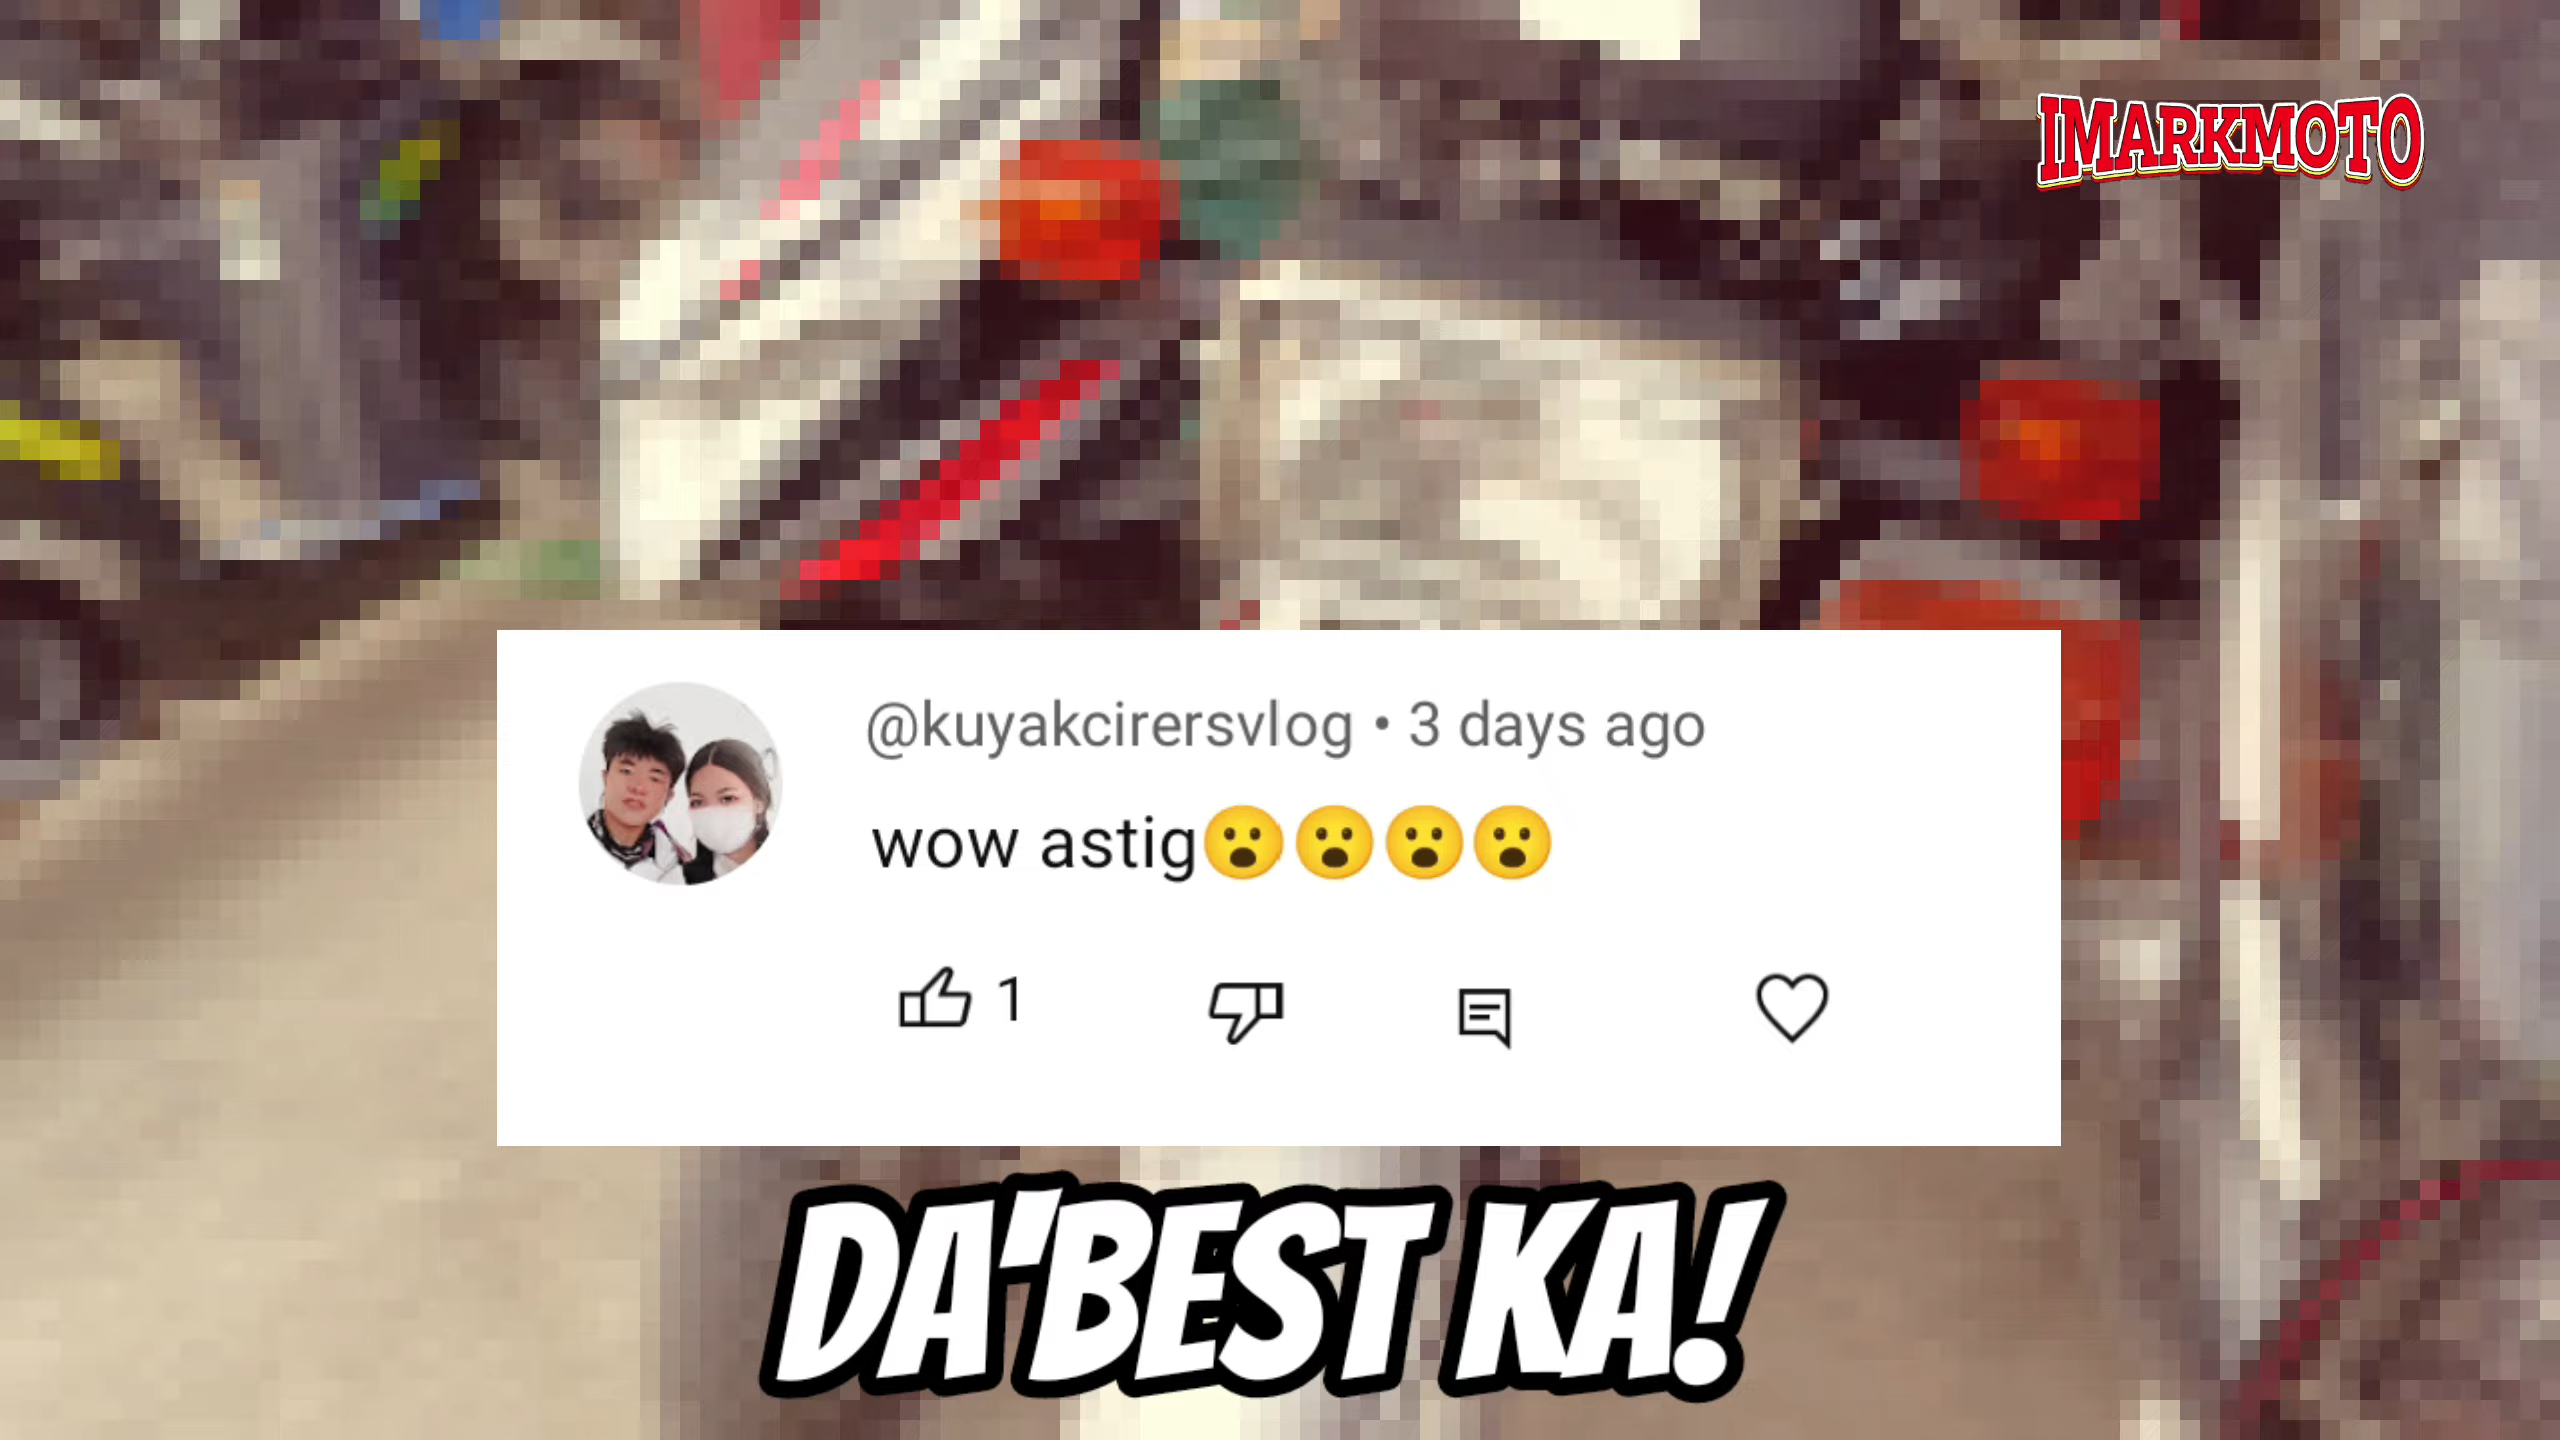 IMARKMOTO
@kuyakcirersvlog • 3 days ago
wow astig😮😮😮😮
1
DA'BEST KA!